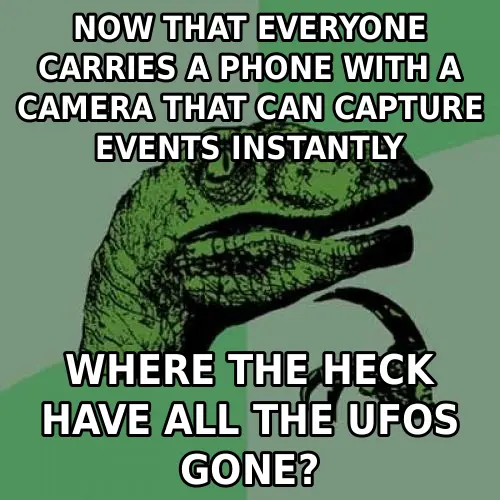 NOW THAT EVERYONE
CARRIES A PHONE WITH A
CAMERA THAT CAN CAPTURE
EVENTS INSTANTLY
WHERE THE HECK
HAVE ALL THE UFOS
GONE?